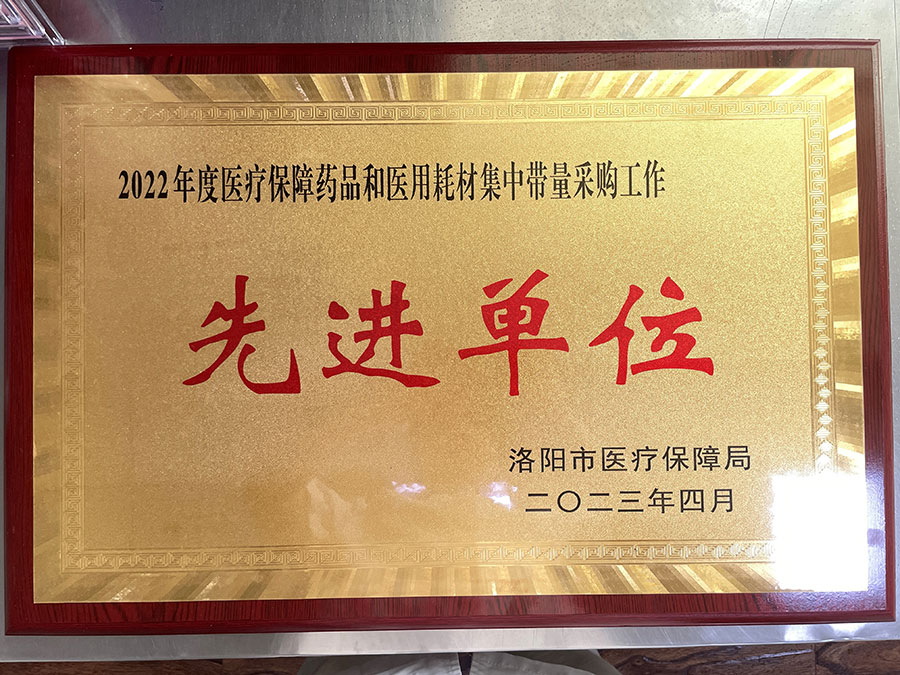 2022年度医疗保障药品和医用耗材集中带量采购工作
先进单位
洛阳市医疗保障局
二〇二三年四月